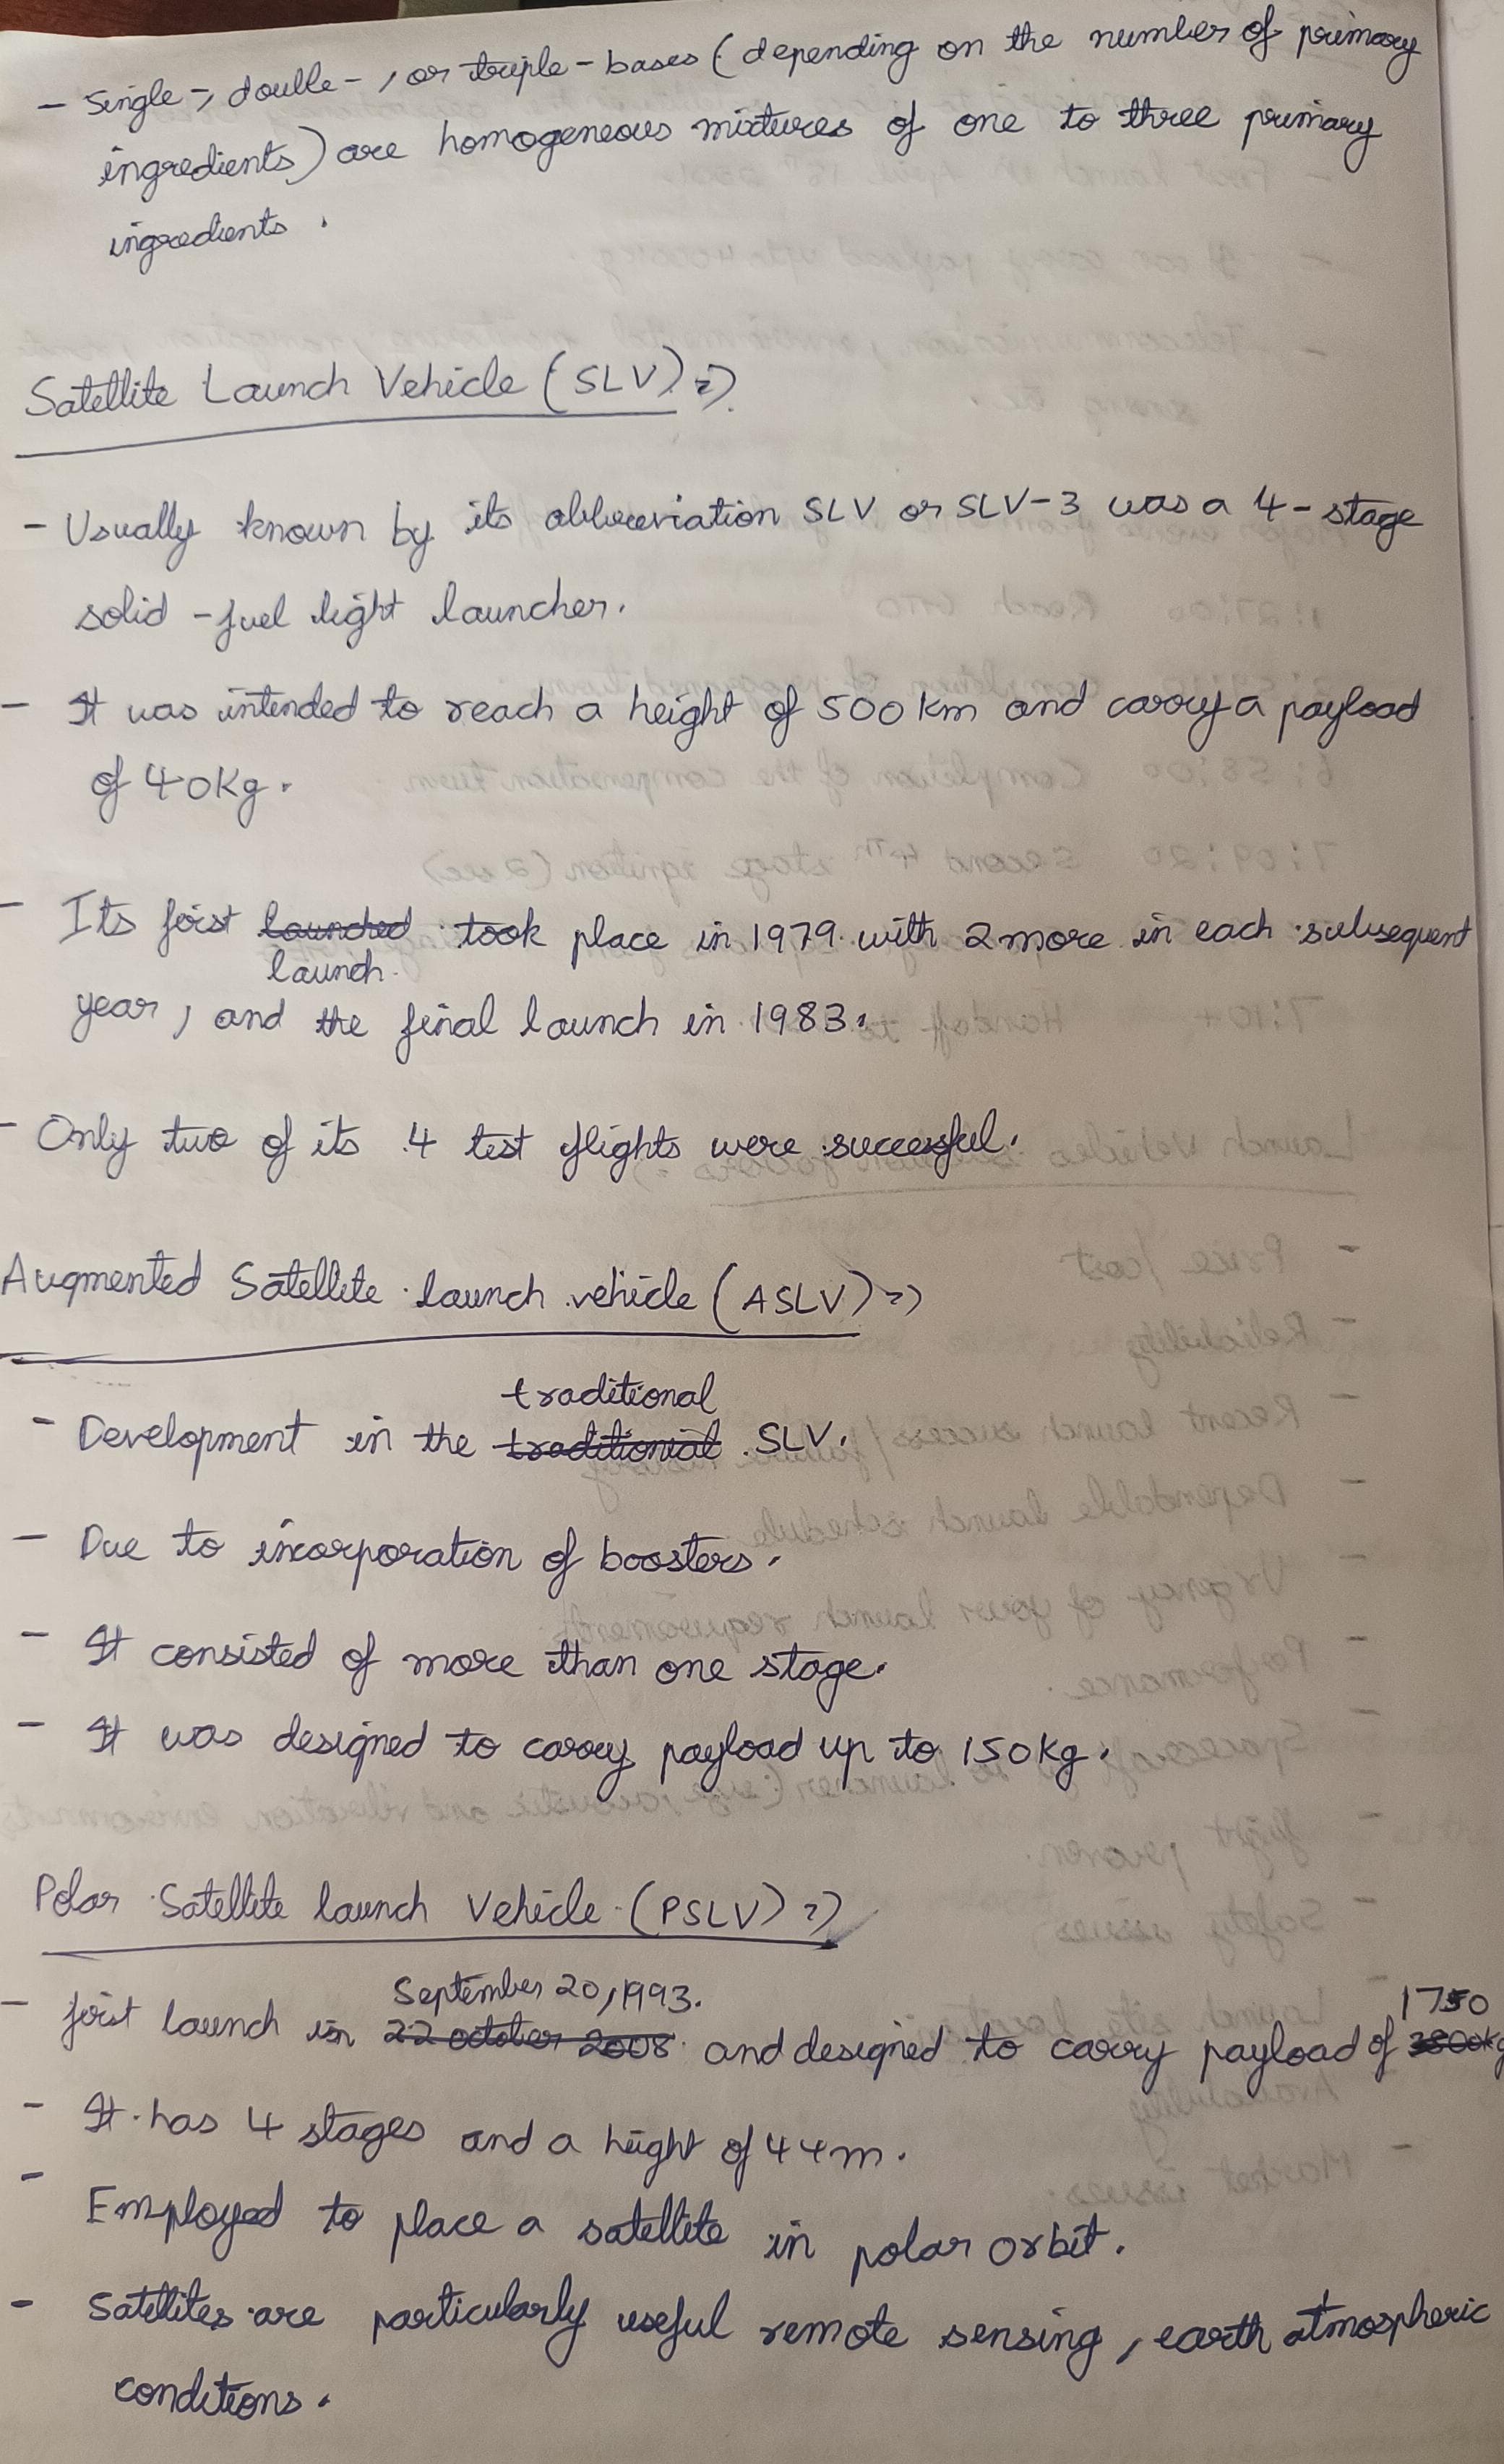 - Single-, double-, or triple-bases (depending on the number of primary
ingredients) are homogeneous mixtures of one to three primary
ingredients.
Satellite Launch Vehicle (SLV) =>
- Usually known by its abbreviation SLV or SLV-3 was a 4-stage
solid-fuel light launcher.
- It was intended to reach a height of 500 km and carry a payload
of 40Kg.
- Its first launched took place in 1979 with 2 more in each subsequent
launch
year, and the final launch in 1983.
- Only two of its 4 test flights were successful.
Augmented Satellite launch vehicle (ASLV) =>
traditional
- Development in the traditionial SLV.
- Due to incorporation of boosters.
- It consisted of more than one stage.
- It was designed to carry payload up to 150Kg.
Polar Satellite launch Vehicle (PSLV) =>
September 20, 1993.
1750
- first launch in 22 october 2008 and designed to carry payload of 3800kg
- It has 4 stages and a height of 44m.
- Employed to place a satellite in polar orbit.
- Satellites are particularly useful remote sensing, earth atmospheric
conditions.